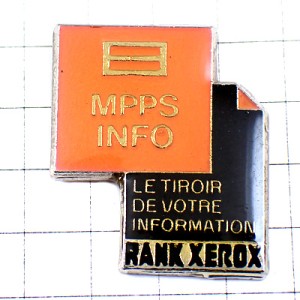 MPPS
INFO
LE TIROIR
DE VOTRE
INFORMATION
RANK XEROX